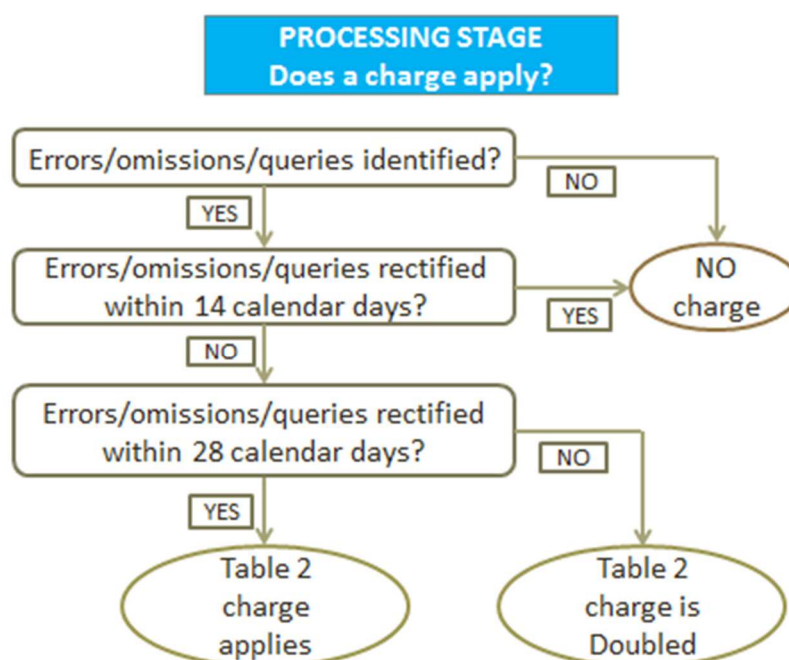 PROCESSING STAGE
Does a charge apply?
Errors/omissions/queries identified?
NO
YES
Errors/omissions/queries rectified
within 14 calendar days?
YES
NO
charge
NO
Errors/omissions/queries rectified
within 28 calendar days?
NO
YES
Table 2
charge
applies
Table 2
charge is
Doubled